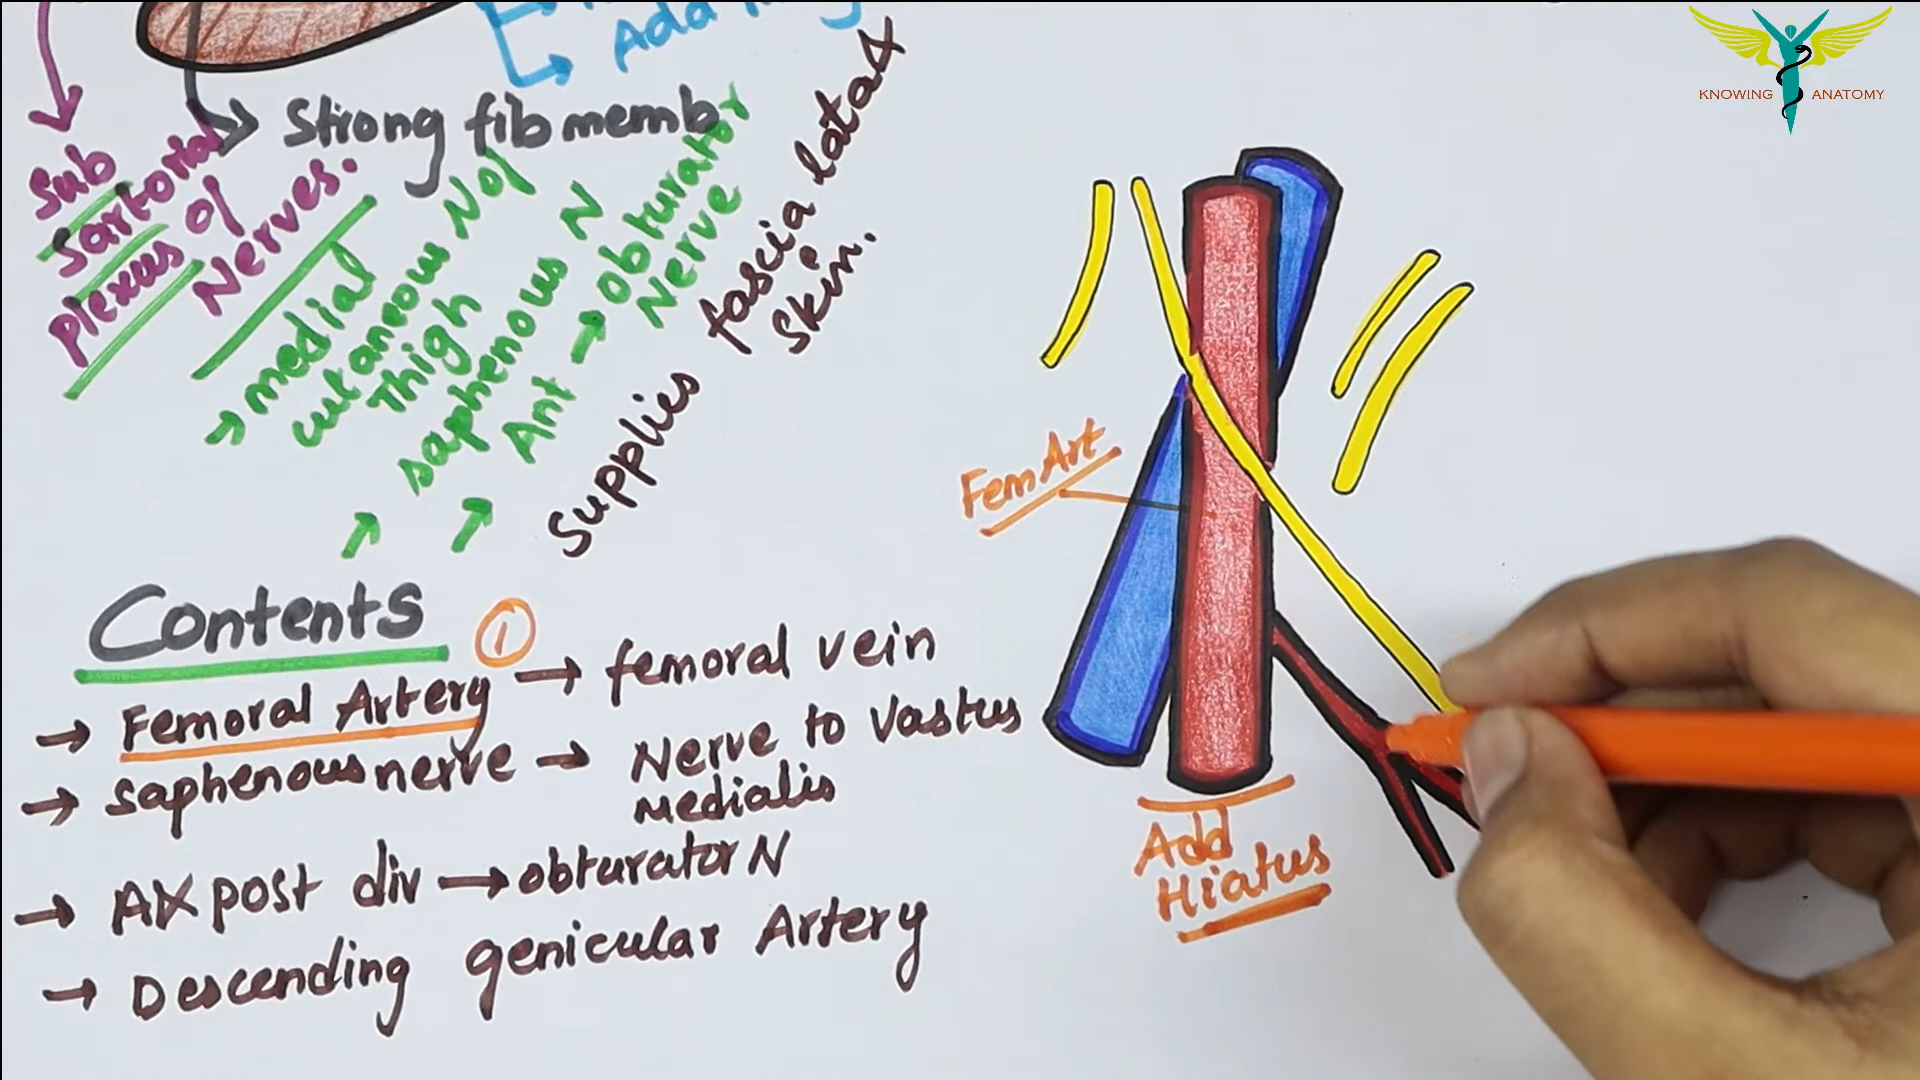 KNOWING ANATOMY
Add
Strong fib memb
Sub
Sartorial
Plexus of
Nerves.
→ medial
cutaneous N of
Thigh
→ saphenous N
→ Ant → obturator
Nerve
Supplies fascia lata &
Skin.
Contents
→ Femoral Artery ① → femoral vein
→ saphenous nerve → Nerve to Vastus
medialis
→ AX post div → obturator N
→ Descending genicular Artery
Fem Art
Add
Hiatus